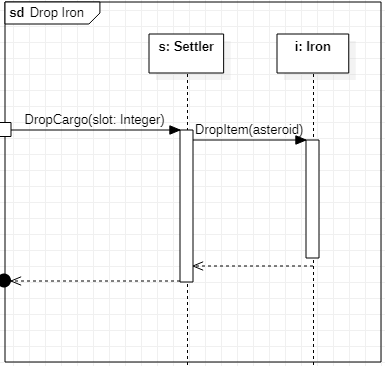 sd Drop Iron
s: Settler
i: Iron
DropCargo(slot: Integer)
DropItem(asteroid)